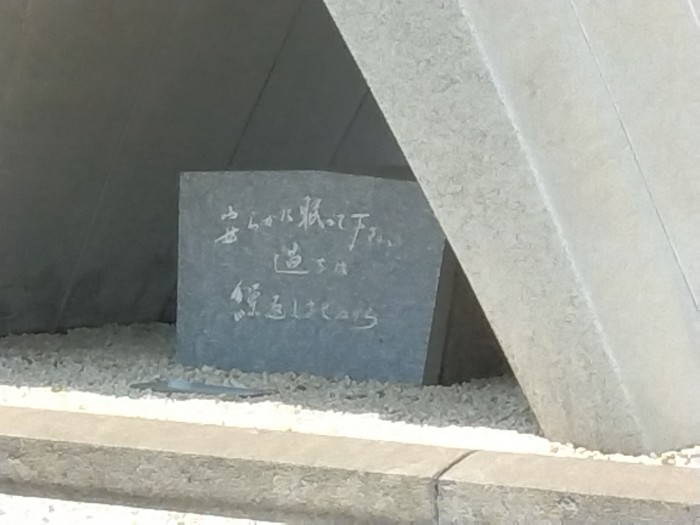 安らかに眠って下さい
過ちは
繰返しませぬから